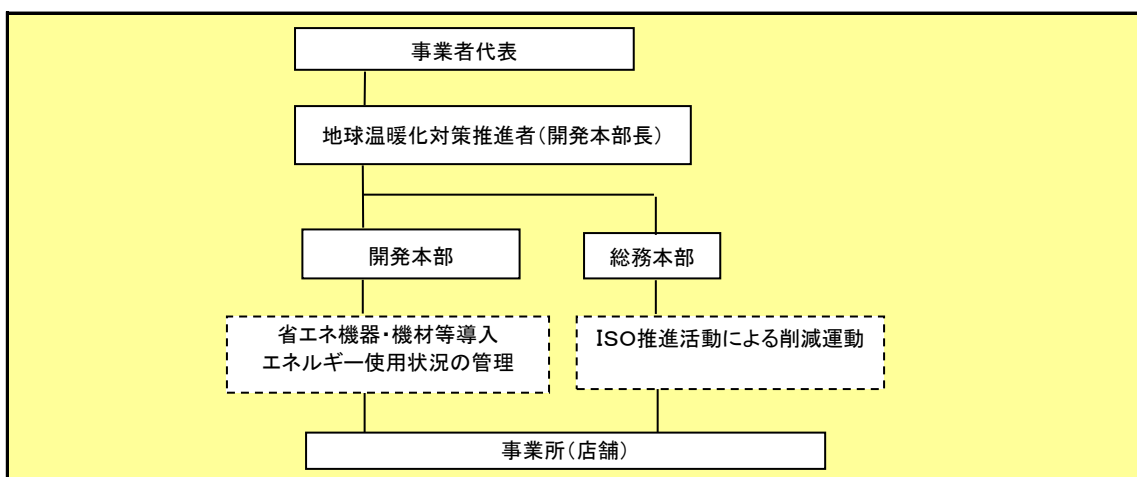 事業者代表
地球温暖化対策推進者(開発本部長)
開発本部
総務本部
省エネ機器・機材等導入
エネルギー使用状況の管理
ISO推進活動による削減運動
事業所(店舗)